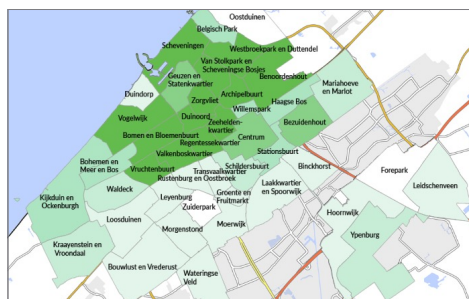 Oostduinen
Belgisch Park
Scheveningen
Westbroekpark en Duttendel
Van Stolkpark en
Scheveningse Bosjes
Geuzen en
Statenkwartier
Benoordenhout
Mariahoeve
en Marlot
Duindorp
Archipelbuurt
Zorgvliet
Haagse Bos
Willemspark
Vogelwijk
Duinoord
Zeehelden-
kwartier
Bezuidenhout
Bomen en Bloemenbuurt
Regentessekwartier
Centrum
Valkenboskwartier
Stationsbuurt
Bohemen en
Meer en Bos
Vruchtenbuurt
Schildersbuurt
Transvaalkwartier
Rustenburg en Oostbroek
Binckhorst
Forepark
Waldeck
Laakkwartier
en Spoorwijk
Leidschenveen
Kijkduin en
Ockenburgh
Leyenburg
Groente en
Fruitmarkt
Zuiderpark
Hoornwijk
Loosduinen
Moerwijk
Ypenburg
Morgenstond
Kraayenstein en
Vroondaal
Bouwlust en Vrederust
Wateringse
Veld